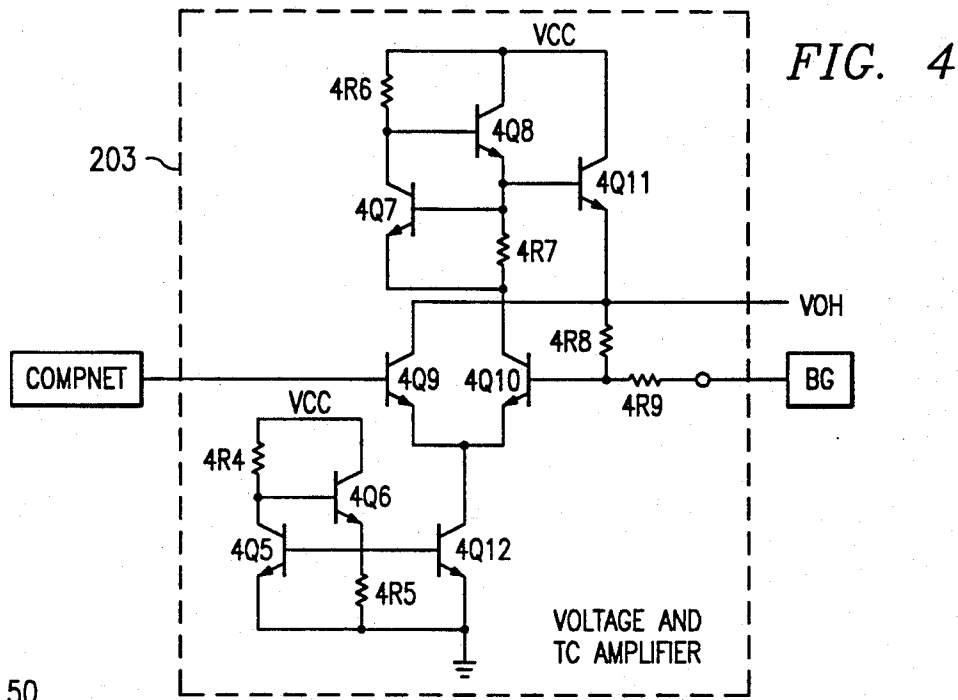 FIG. 4
VCC
4R6
4Q8
203
4Q11
4Q7
4R7
VOH
4R8
COMPNET
4Q9
4Q10
BG
4R9
VCC
4R4
4Q6
4Q5
4Q12
4R5
VOLTAGE AND
TC AMPLIFIER
50